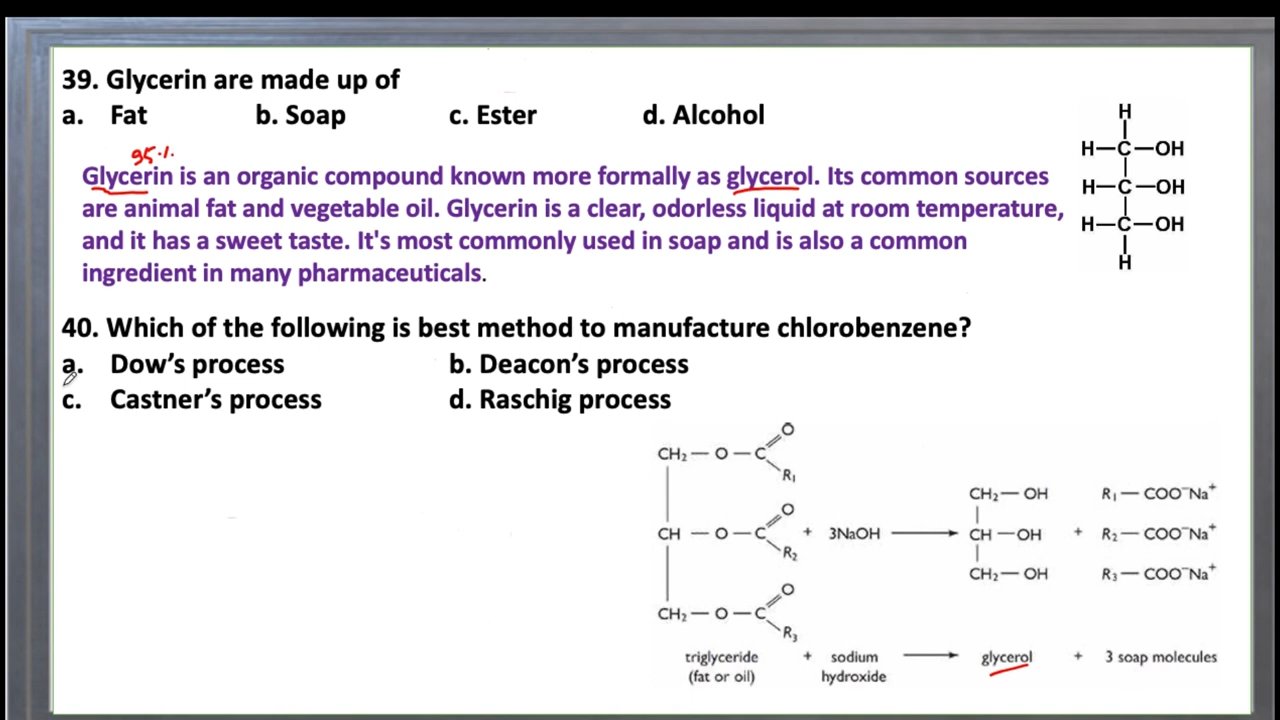 39. Glycerin are made up of
a. Fat b. Soap c. Ester d. Alcohol
95%
Glycerin is an organic compound known more formally as glycerol. Its common sources
are animal fat and vegetable oil. Glycerin is a clear, odorless liquid at room temperature,
and it has a sweet taste. It's most commonly used in soap and is also a common
ingredient in many pharmaceuticals.
H
H—C—OH
H—C—OH
H—C—OH
H
40. Which of the following is best method to manufacture chlorobenzene?
a. Dow's process b. Deacon's process
c. Castner's process d. Raschig process
O
CH₂—O—C
R₁
O
CH—O—C
R₂
O
CH₂—O—C
R₃
+ 3NaOH
CH₂—OH
CH—OH
CH₂—OH
+
R₁—COO⁻Na⁺
R₂—COO⁻Na⁺
R₃—COO⁻Na⁺
triglyceride + sodium glycerol + 3 soap molecules
(fat or oil) hydroxide